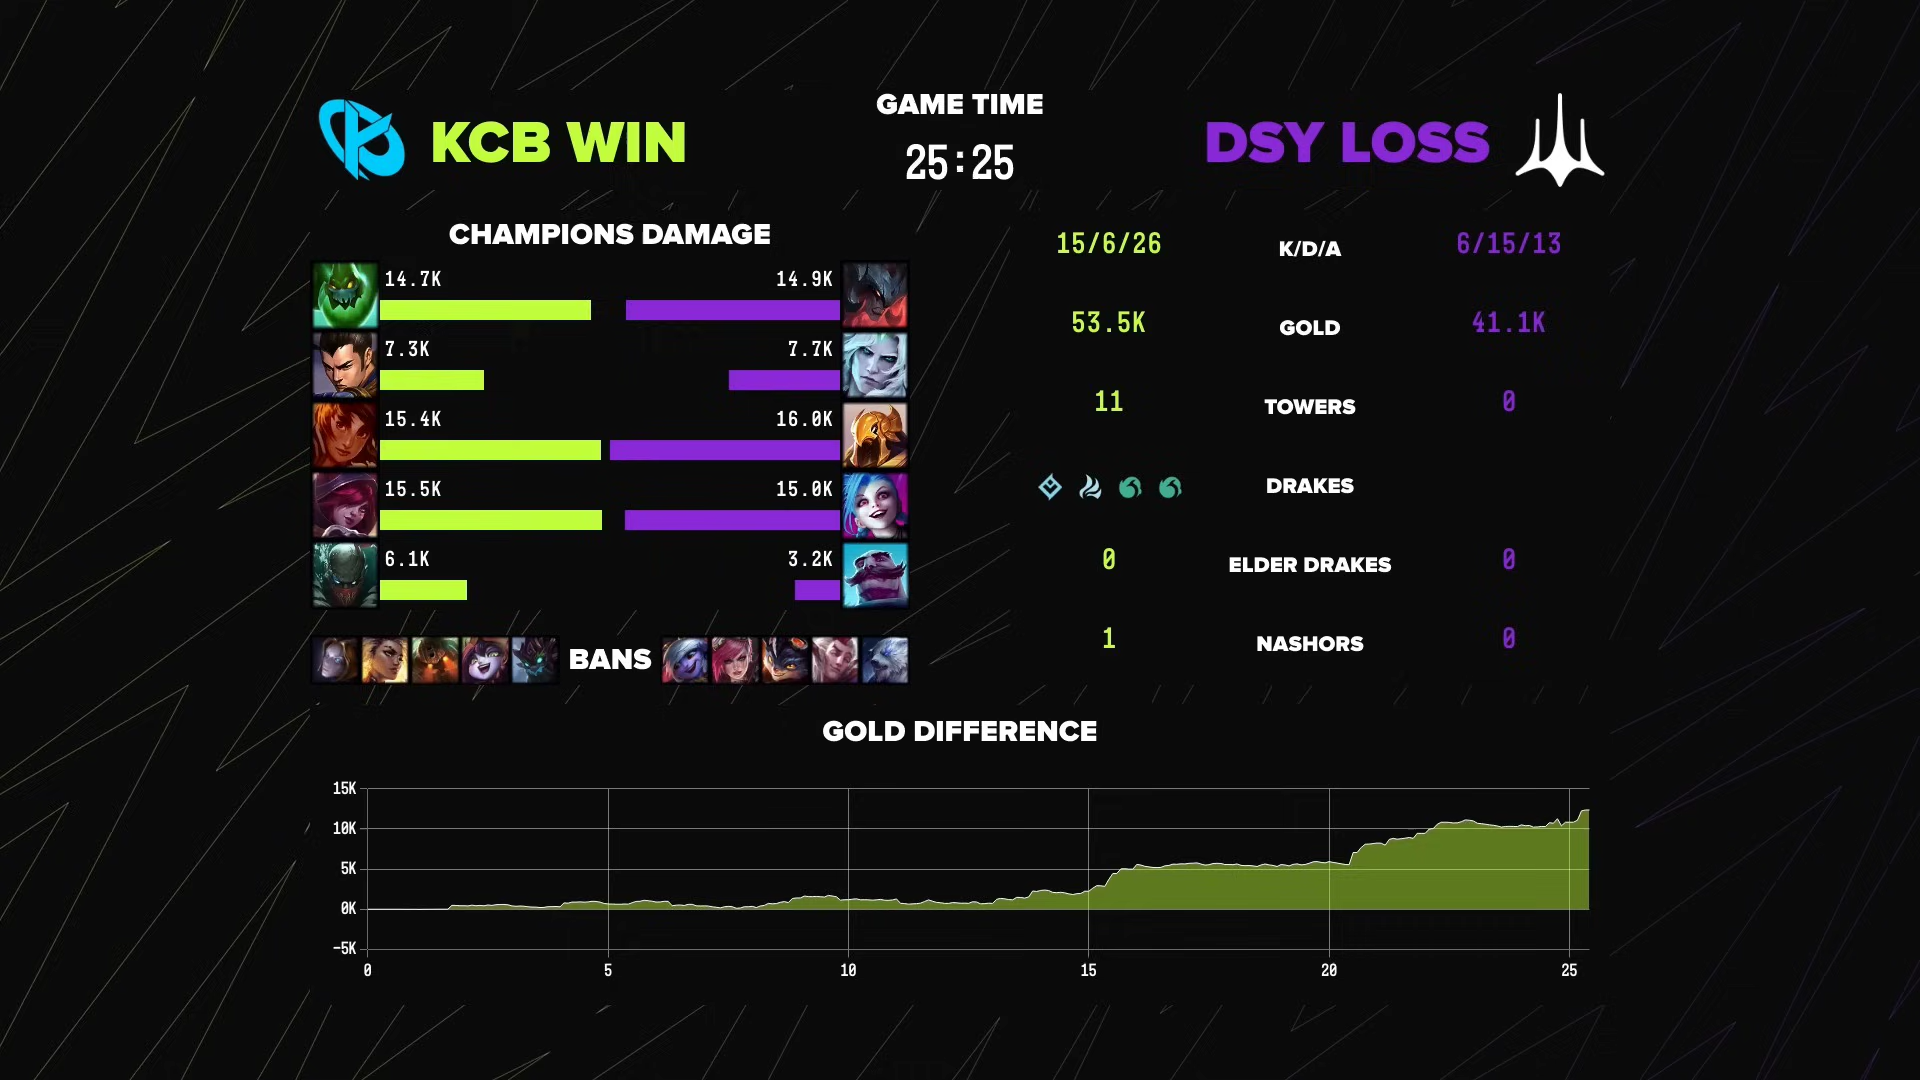 KCB WIN
GAME TIME
25:25
DSY LOSS
CHAMPIONS DAMAGE
14.7K 14.9K
7.3K 7.7K
15.4K 16.0K
15.5K 15.0K
6.1K 3.2K
BANS
15/6/26 K/D/A 6/15/13
53.5K GOLD 41.1K
11 TOWERS 0
DRAKES
0 ELDER DRAKES 0
1 NASHORS 0
GOLD DIFFERENCE
15K
10K
5K
0K
-5K
0 5 10 15 20 25